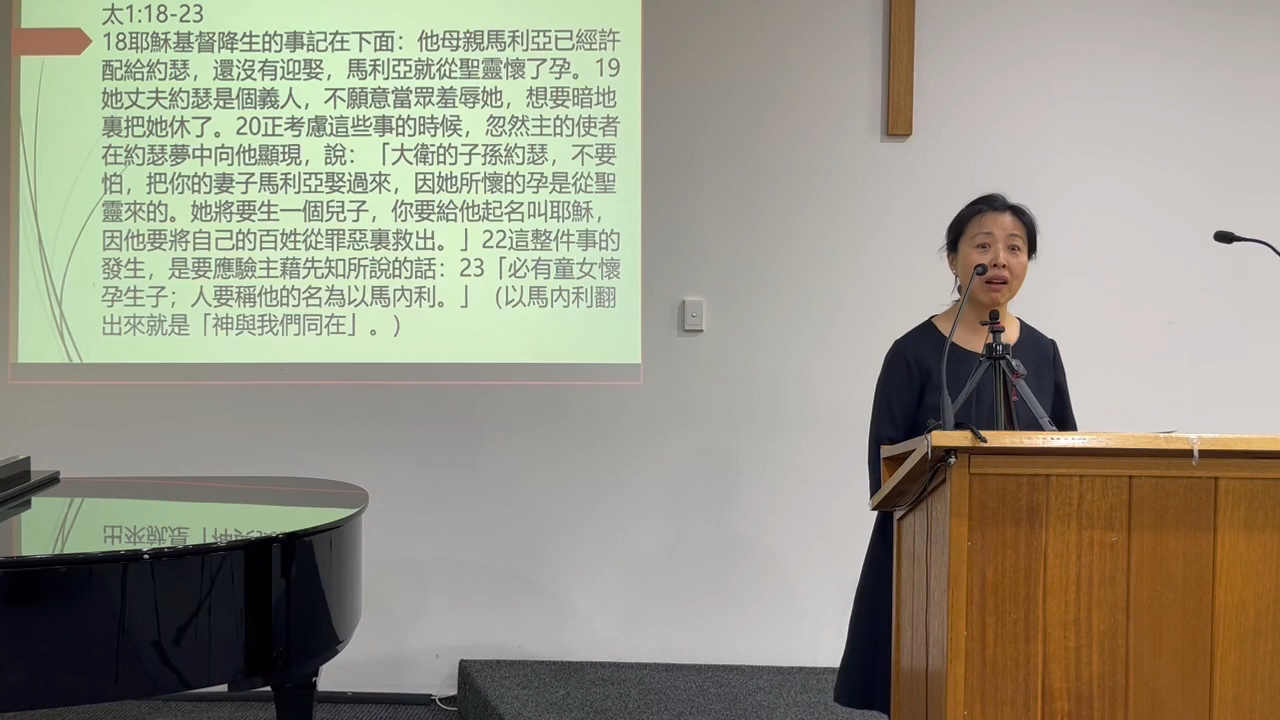 太1:18-23
18耶穌基督降生的事記在下面：他母親馬利亞已經許
配給約瑟，還沒有迎娶，馬利亞就從聖靈懷了孕。19
她丈夫約瑟是個義人，不願意當眾羞辱她，想要暗地
裏把她休了。20正考慮這些事的時候，忽然主的使者
在約瑟夢中向他顯現，說：「大衛的子孫約瑟，不要
怕，把你的妻子馬利亞娶過來，因她所懷的孕是從聖
靈來的。她將要生一個兒子，你要給他起名叫耶穌，
因他要將自己的百姓從罪惡裏救出。」22這整件事的
發生，是要應驗主藉先知所說的話：23「必有童女懷
孕生子；人要稱他的名為以馬內利。」（以馬內利翻
出來就是「神與我們同在」。）